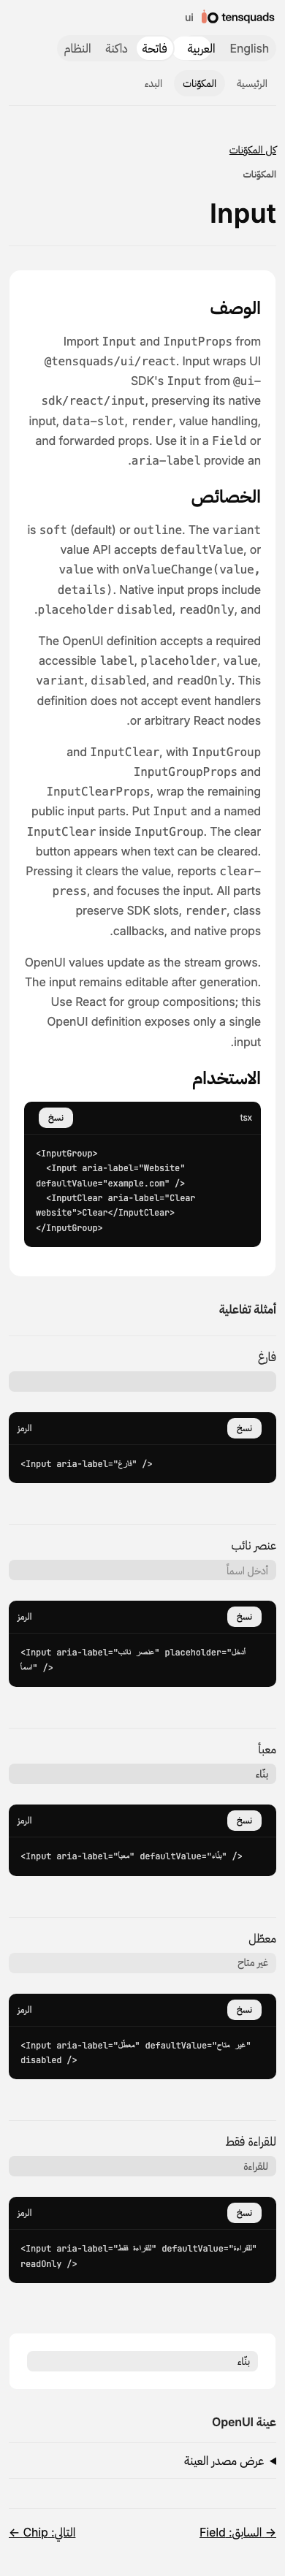 tensquads ui
English العربية فاتحة داكنة النظام
الرئيسية المكوّنات البدء
كل المكوّنات
المكوّنات
Input
الوصف
Import Input and InputProps from
@tensquads/ui/react. Input wraps UI
SDK's Input from @ui-
sdk/react/input, preserving its native
input, data-slot, render, value handling,
and forwarded props. Use it in a Field or
provide an aria-label.
الخصائص
variant is soft (default) or outline. The
value API accepts defaultValue, or
value with onValueChange(value,
details). Native input props include
placeholder disabled, readOnly, and.
The OpenUI definition accepts a required
accessible label, placeholder, value,
variant, disabled, and readOnly. This
definition does not accept event handlers
or arbitrary React nodes.
InputGroup and InputClear, with
InputGroupProps and
InputClearProps, wrap the remaining
public input parts. Put Input and a named
InputClear inside InputGroup. The clear
button appears when text can be cleared.
Pressing it clears the value, reports clear-
press, and focuses the input. All parts
preserve SDK slots, render, class
callbacks, and native props.
OpenUI values update as the stream grows.
The input remains editable after generation.
Use React for group compositions; this
OpenUI definition exposes only a single
input.
الاستخدام
tsx نسخ
<InputGroup>
<Input aria-label="Website"
defaultValue="example.com" />
<InputClear aria-label="Clear
website">Clear</InputClear>
</InputGroup>
أمثلة تفاعلية
فارغ
نسخ الرمز
<Input aria-label="فارغ" />
عنصر نائب
أدخل اسماً
نسخ الرمز
<Input aria-label="عنصر نائب" placeholder="أدخل
اسماً" />
معبأ
بنّاء
نسخ الرمز
<Input aria-label="معبأ" defaultValue="بنّاء" />
معطّل
غير متاح
نسخ الرمز
<Input aria-label="معطّل" defaultValue="غير متاح"
disabled />
للقراءة فقط
للقراءة
نسخ الرمز
<Input aria-label="للقراءة فقط" defaultValue="للقراءة"
readOnly />
بنّاء
عينة OpenUI
عرض مصدر العينة
→ السابق: Field
التالي: Chip ←